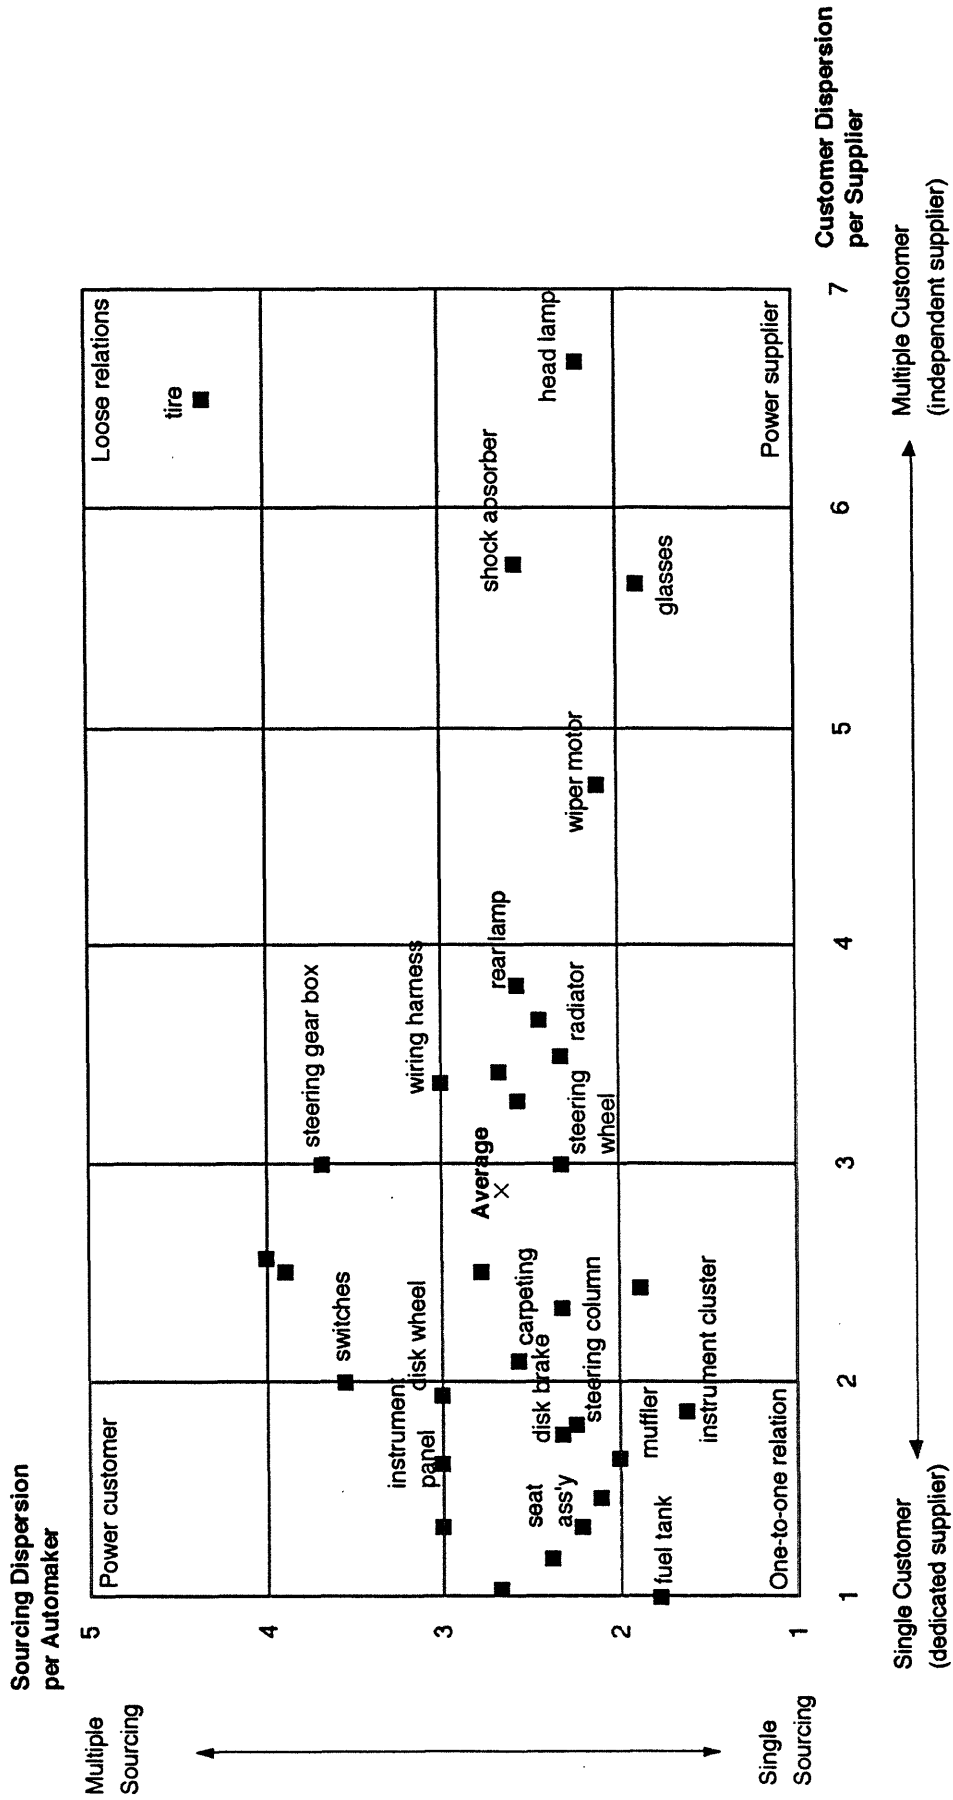 Sourcing Dispersion
per Automaker
Multiple
Sourcing
Single
Sourcing
5
4
3
2
1
Power customer
Loose relations
tire
steering gear box
switches
wiring harness
disk wheel
instrument
panel
Average
rear lamp
shock absorber
head lamp
carpeting
disk brake
steering column
seat
ass'y
steering
wheel
radiator
wiper motor
glasses
muffler
fuel tank
instrument cluster
One-to-one relation
Power supplier
1
2
3
4
5
6
7
Customer Dispersion
per Supplier
Single Customer
(dedicated supplier)
Multiple Customer
(independent supplier)